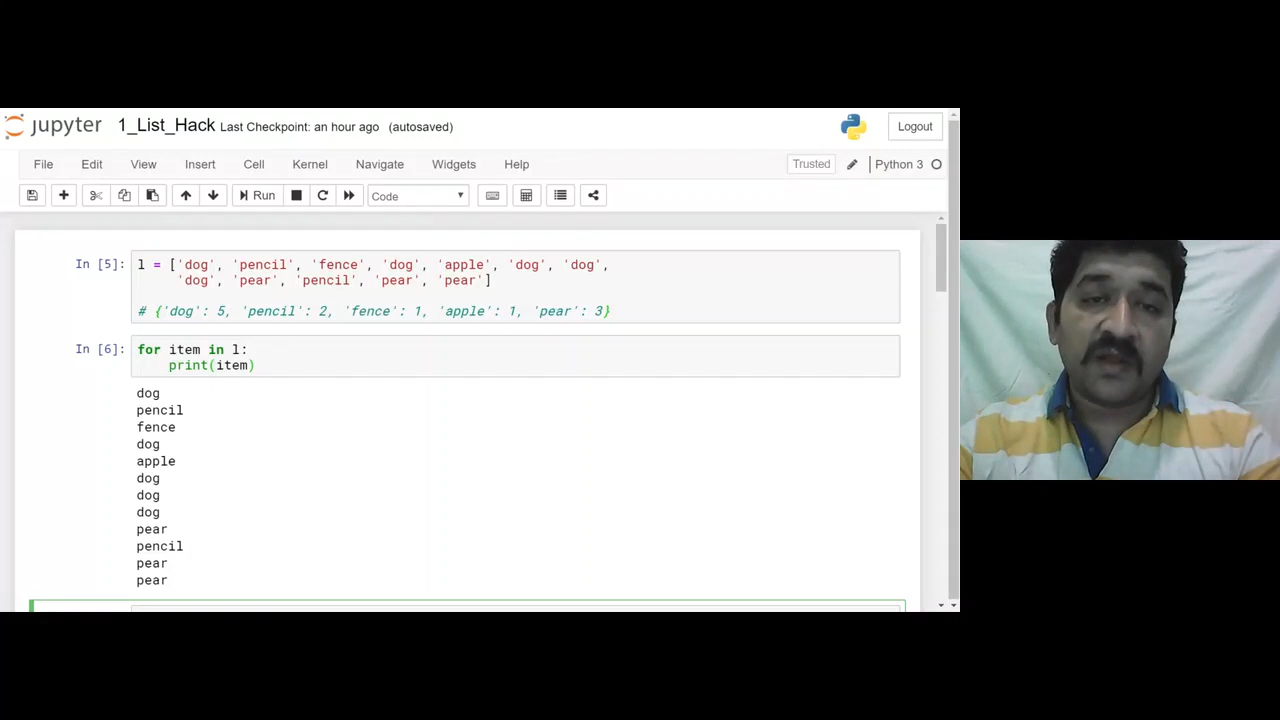 jupyter 1_List_Hack Last Checkpoint: an hour ago (autosaved) Logout
File Edit View Insert Cell Kernel Navigate Widgets Help Trusted Python 3
Run Code
In [5]: l = ['dog', 'pencil', 'fence', 'dog', 'apple', 'dog', 'dog',
'dog', 'pear', 'pencil', 'pear', 'pear']
# {'dog': 5, 'pencil': 2, 'fence': 1, 'apple': 1, 'pear': 3}
In [6]: for item in l:
print(item)
dog
pencil
fence
dog
apple
dog
dog
dog
pear
pencil
pear
pear